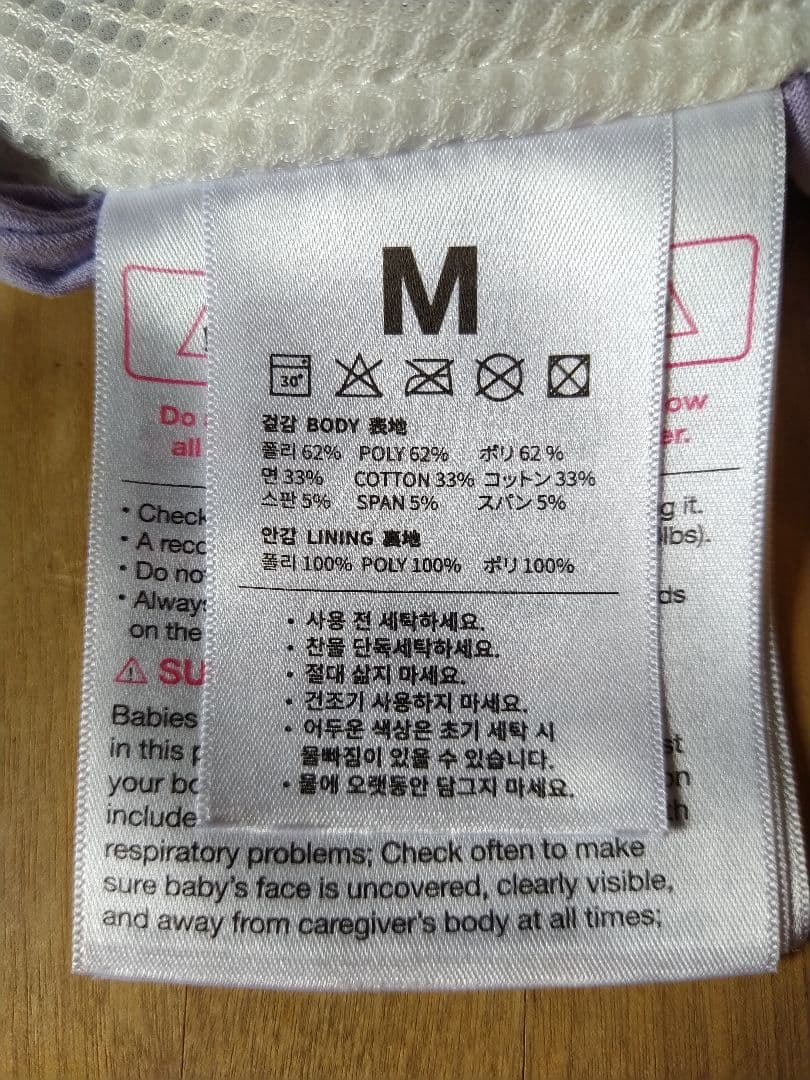 M
30°
겉감 BODY 表地
폴리 62% POLY 62% ポリ 62 %
면 33% COTTON 33% コットン 33%
스판 5% SPAN 5% スパン 5%
안감 LINING 裏地
폴리 100% POLY 100% ポリ 100%
• 사용 전 세탁하세요.
• 찬물 단독세탁하세요.
• 절대 삶지 마세요.
• 건조기 사용하지 마세요.
• 어두운 색상은 초기 세탁 시
물빠짐이 있을 수 있습니다.
• 물에 오랫동안 담그지 마세요.
Do
all
ow
er.
• Check
g it.
• A reco
lbs).
• Do no
• Always
ds
on the
SU
Babies
in this p
st
your bo
on
include
h
respiratory problems; Check often to make
sure baby's face is uncovered, clearly visible,
and away from caregiver's body at all times;